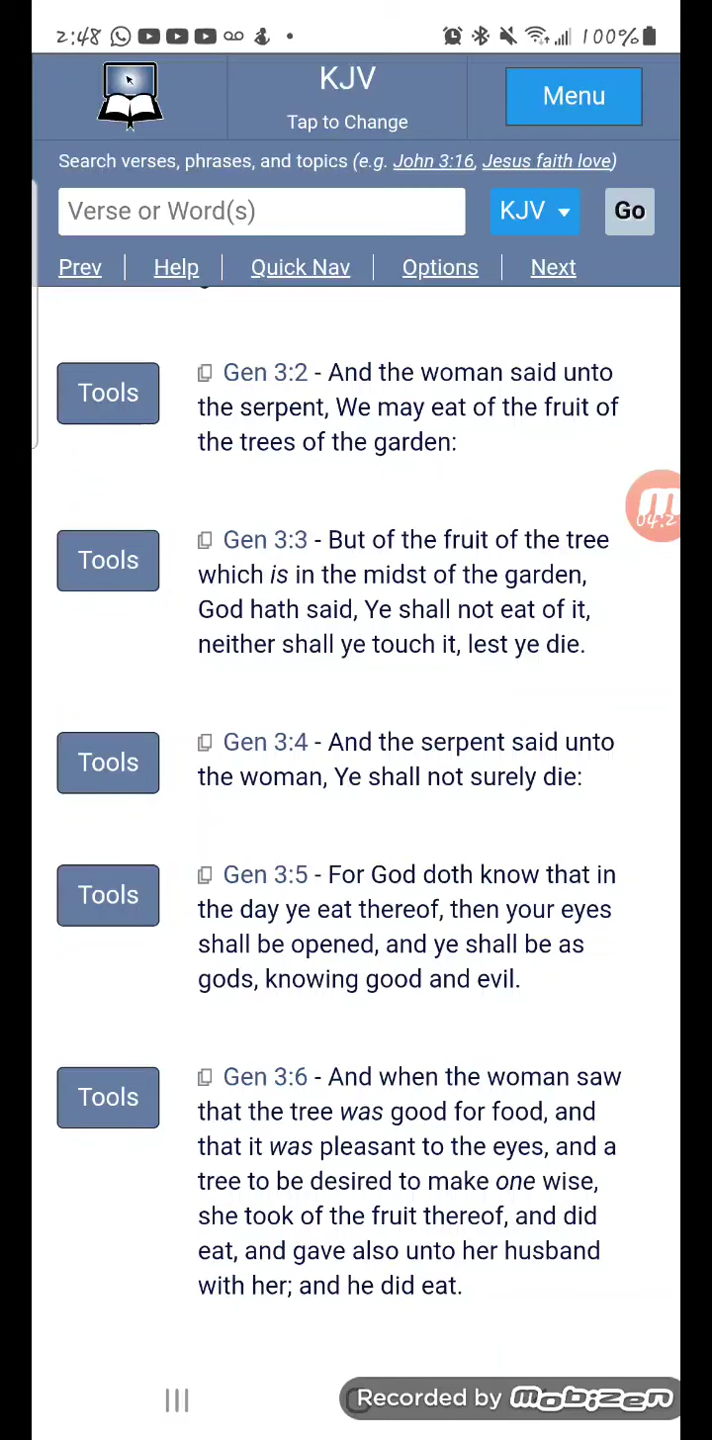 2:48 100%
KJV
Tap to Change
Menu
Search verses, phrases, and topics (e.g. John 3:16, Jesus faith love)
Verse or Word(s)
KJV
Go
Prev | Help | Quick Nav | Options | Next
Tools
Gen 3:2 - And the woman said unto
the serpent, We may eat of the fruit of
the trees of the garden:
04:2
Tools
Gen 3:3 - But of the fruit of the tree
which is in the midst of the garden,
God hath said, Ye shall not eat of it,
neither shall ye touch it, lest ye die.
Tools
Gen 3:4 - And the serpent said unto
the woman, Ye shall not surely die:
Tools
Gen 3:5 - For God doth know that in
the day ye eat thereof, then your eyes
shall be opened, and ye shall be as
gods, knowing good and evil.
Tools
Gen 3:6 - And when the woman saw
that the tree was good for food, and
that it was pleasant to the eyes, and a
tree to be desired to make one wise,
she took of the fruit thereof, and did
eat, and gave also unto her husband
with her; and he did eat.
Recorded by mobizen